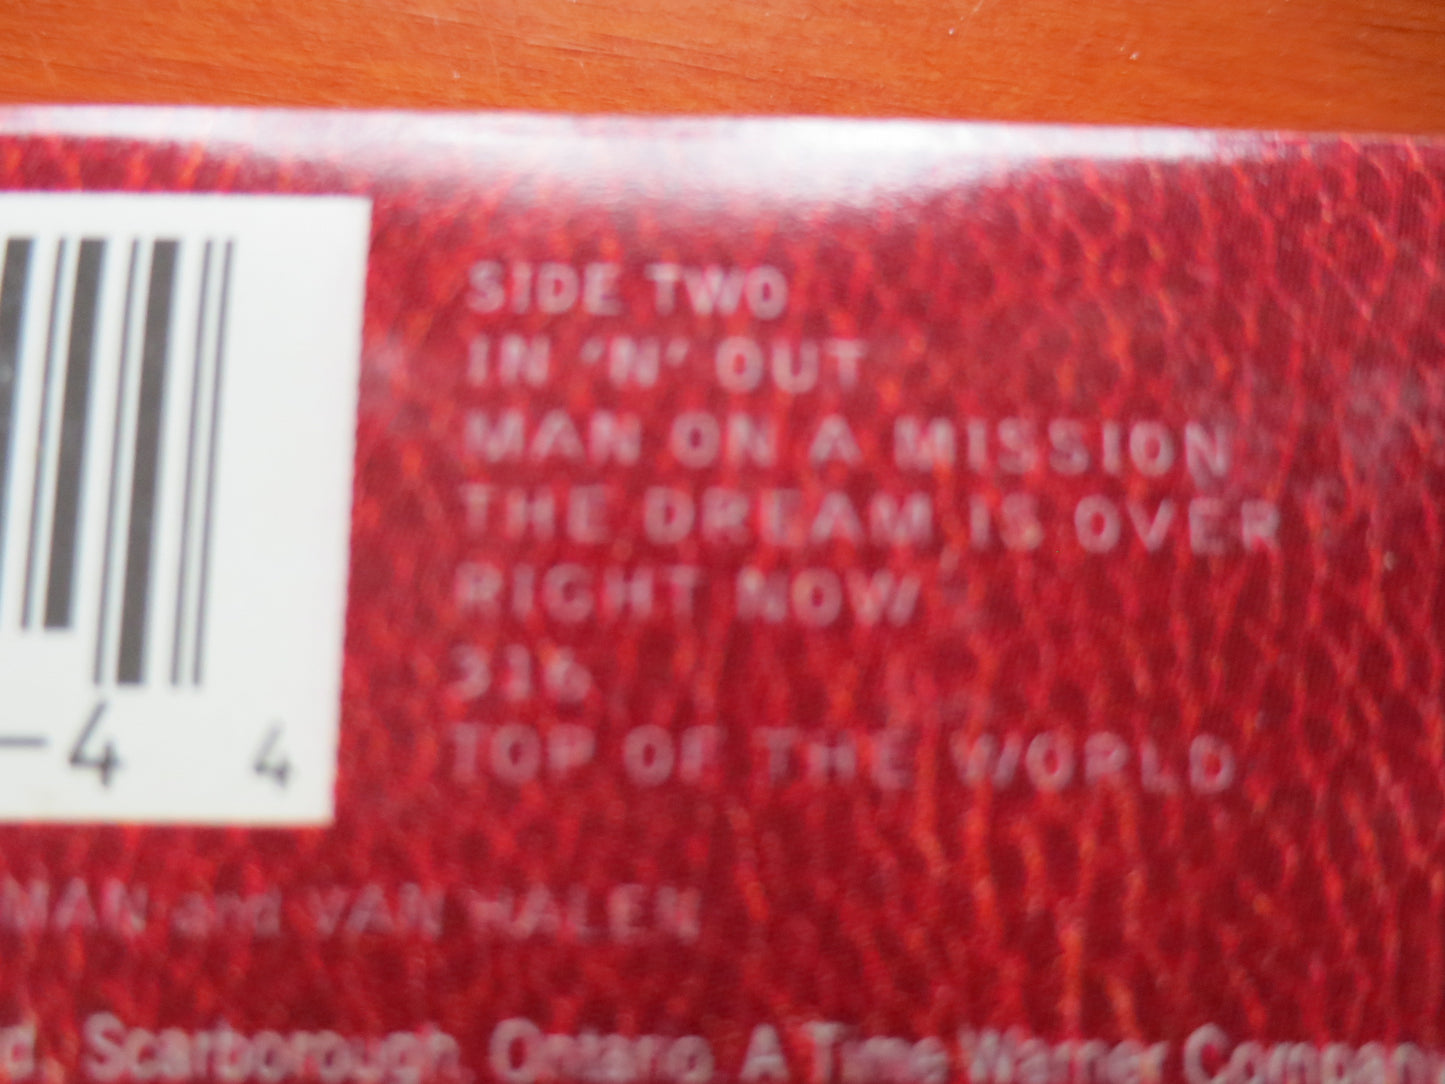 SIDE TWO
IN 'N' OUT
MAN ON A MISSION
THE DREAM IS OVER
RIGHT NOW
316
TOP OF THE WORLD
-4 4
MAN and VAN HALEN
d. Scarborough, Ontario. A Time Warner Compan